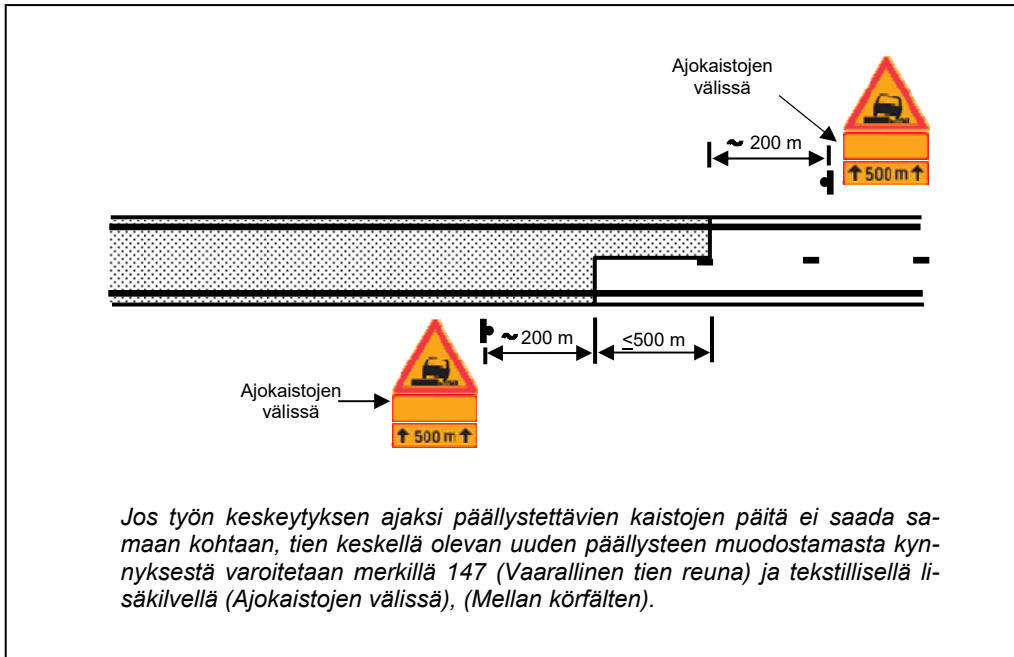 Ajokaistojen
välissä
~ 200 m
↑ 500 m ↑
~ 200 m
≤500 m
Ajokaistojen
välissä
↑ 500 m ↑
Jos työn keskeytyksen ajaksi päällystettävien kaistojen päitä ei saada sa-
maan kohtaan, tien keskellä olevan uuden päällysteen muodostamasta kyn-
nyksestä varoitetaan merkillä 147 (Vaarallinen tien reuna) ja tekstillisellä li-
säkilvellä (Ajokaistojen välissä), (Mellan körfälten).